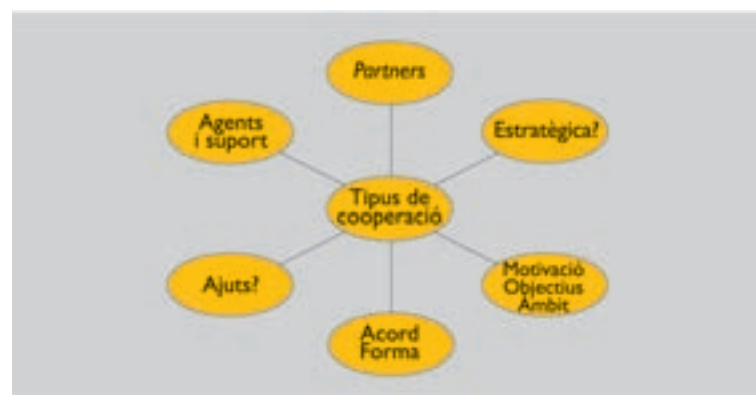 Partners
Agents
i suport
Estratègica?
Tipus de
cooperació
Ajuts?
Motivació
Objectius
Àmbit
Acord
Forma